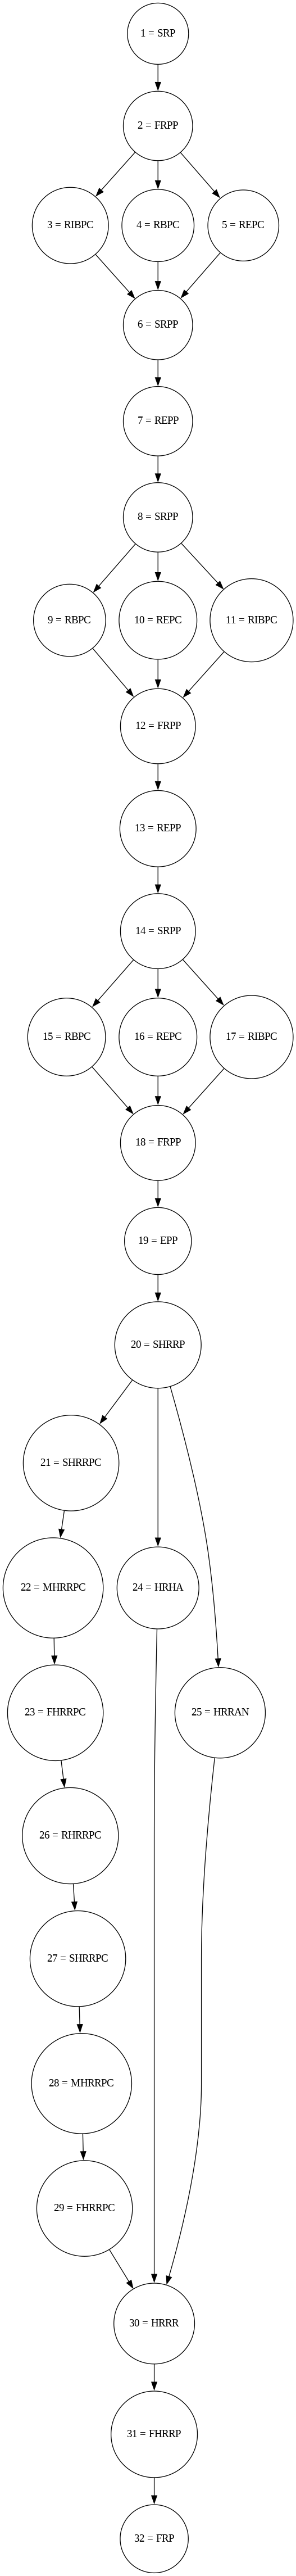 1 = SRP
2 = FRPP
3 = RIBPC
4 = RBPC
5 = REPC
6 = SRPP
7 = REPP
8 = SRPP
9 = RBPC
10 = REPC
11 = RIBPC
12 = FRPP
13 = REPP
14 = SRPP
15 = RBPC
16 = REPC
17 = RIBPC
18 = FRPP
19 = EPP
20 = SHRRP
21 = SHRRPC
22 = MHRRPC
24 = HRHA
23 = FHRRPC
25 = HRRAN
26 = RHRRPC
27 = SHRRPC
28 = MHRRPC
29 = FHRRPC
30 = HRRR
31 = FHRRP
32 = FRP